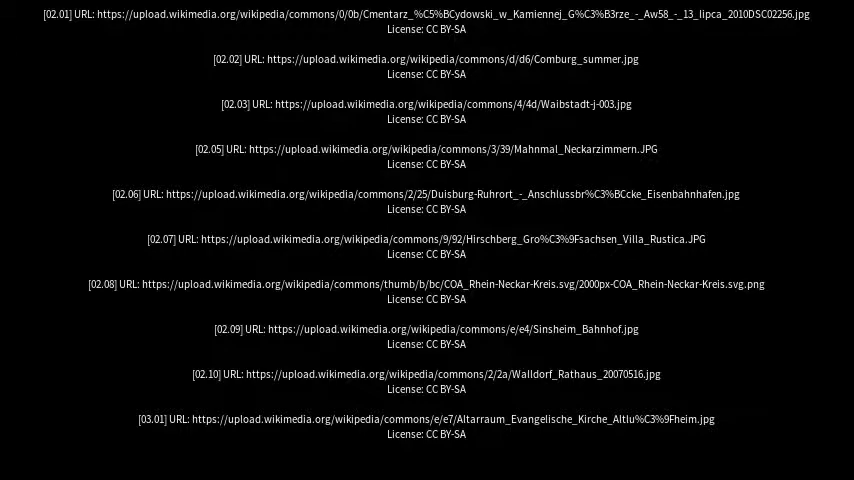 [02.01] URL: https://upload.wikimedia.org/wikipedia/commons/0/0b/Cmentarz_%C5%BCydowski_w_Kamiennej_G%C3%B3rze_-_Aw58_-_13_lipca_2010DSC02256.jpg
License: CC BY-SA
[02.02] URL: https://upload.wikimedia.org/wikipedia/commons/d/d6/Comburg_summer.jpg
License: CC BY-SA
[02.03] URL: https://upload.wikimedia.org/wikipedia/commons/4/4d/Waibstadt-j-003.jpg
License: CC BY-SA
[02.05] URL: https://upload.wikimedia.org/wikipedia/commons/3/39/Mahnmal_Neckarzimmern.JPG
License: CC BY-SA
[02.06] URL: https://upload.wikimedia.org/wikipedia/commons/2/25/Duisburg-Ruhrort_-_Anschlussbr%C3%BCcke_Eisenbahnhafen.jpg
License: CC BY-SA
[02.07] URL: https://upload.wikimedia.org/wikipedia/commons/9/92/Hirschberg_Gro%C3%9Fsachsen_Villa_Rustica.JPG
License: CC BY-SA
[02.08] URL: https://upload.wikimedia.org/wikipedia/commons/thumb/b/bc/COA_Rhein-Neckar-Kreis.svg/2000px-COA_Rhein-Neckar-Kreis.svg.png
License: CC BY-SA
[02.09] URL: https://upload.wikimedia.org/wikipedia/commons/e/e4/Sinsheim_Bahnhof.jpg
License: CC BY-SA
[02.10] URL: https://upload.wikimedia.org/wikipedia/commons/2/2a/Walldorf_Rathaus_20070516.jpg
License: CC BY-SA
[03.01] URL: https://upload.wikimedia.org/wikipedia/commons/e/e7/Altarraum_Evangelische_Kirche_Altlu%C3%9Fheim.jpg
License: CC BY-SA